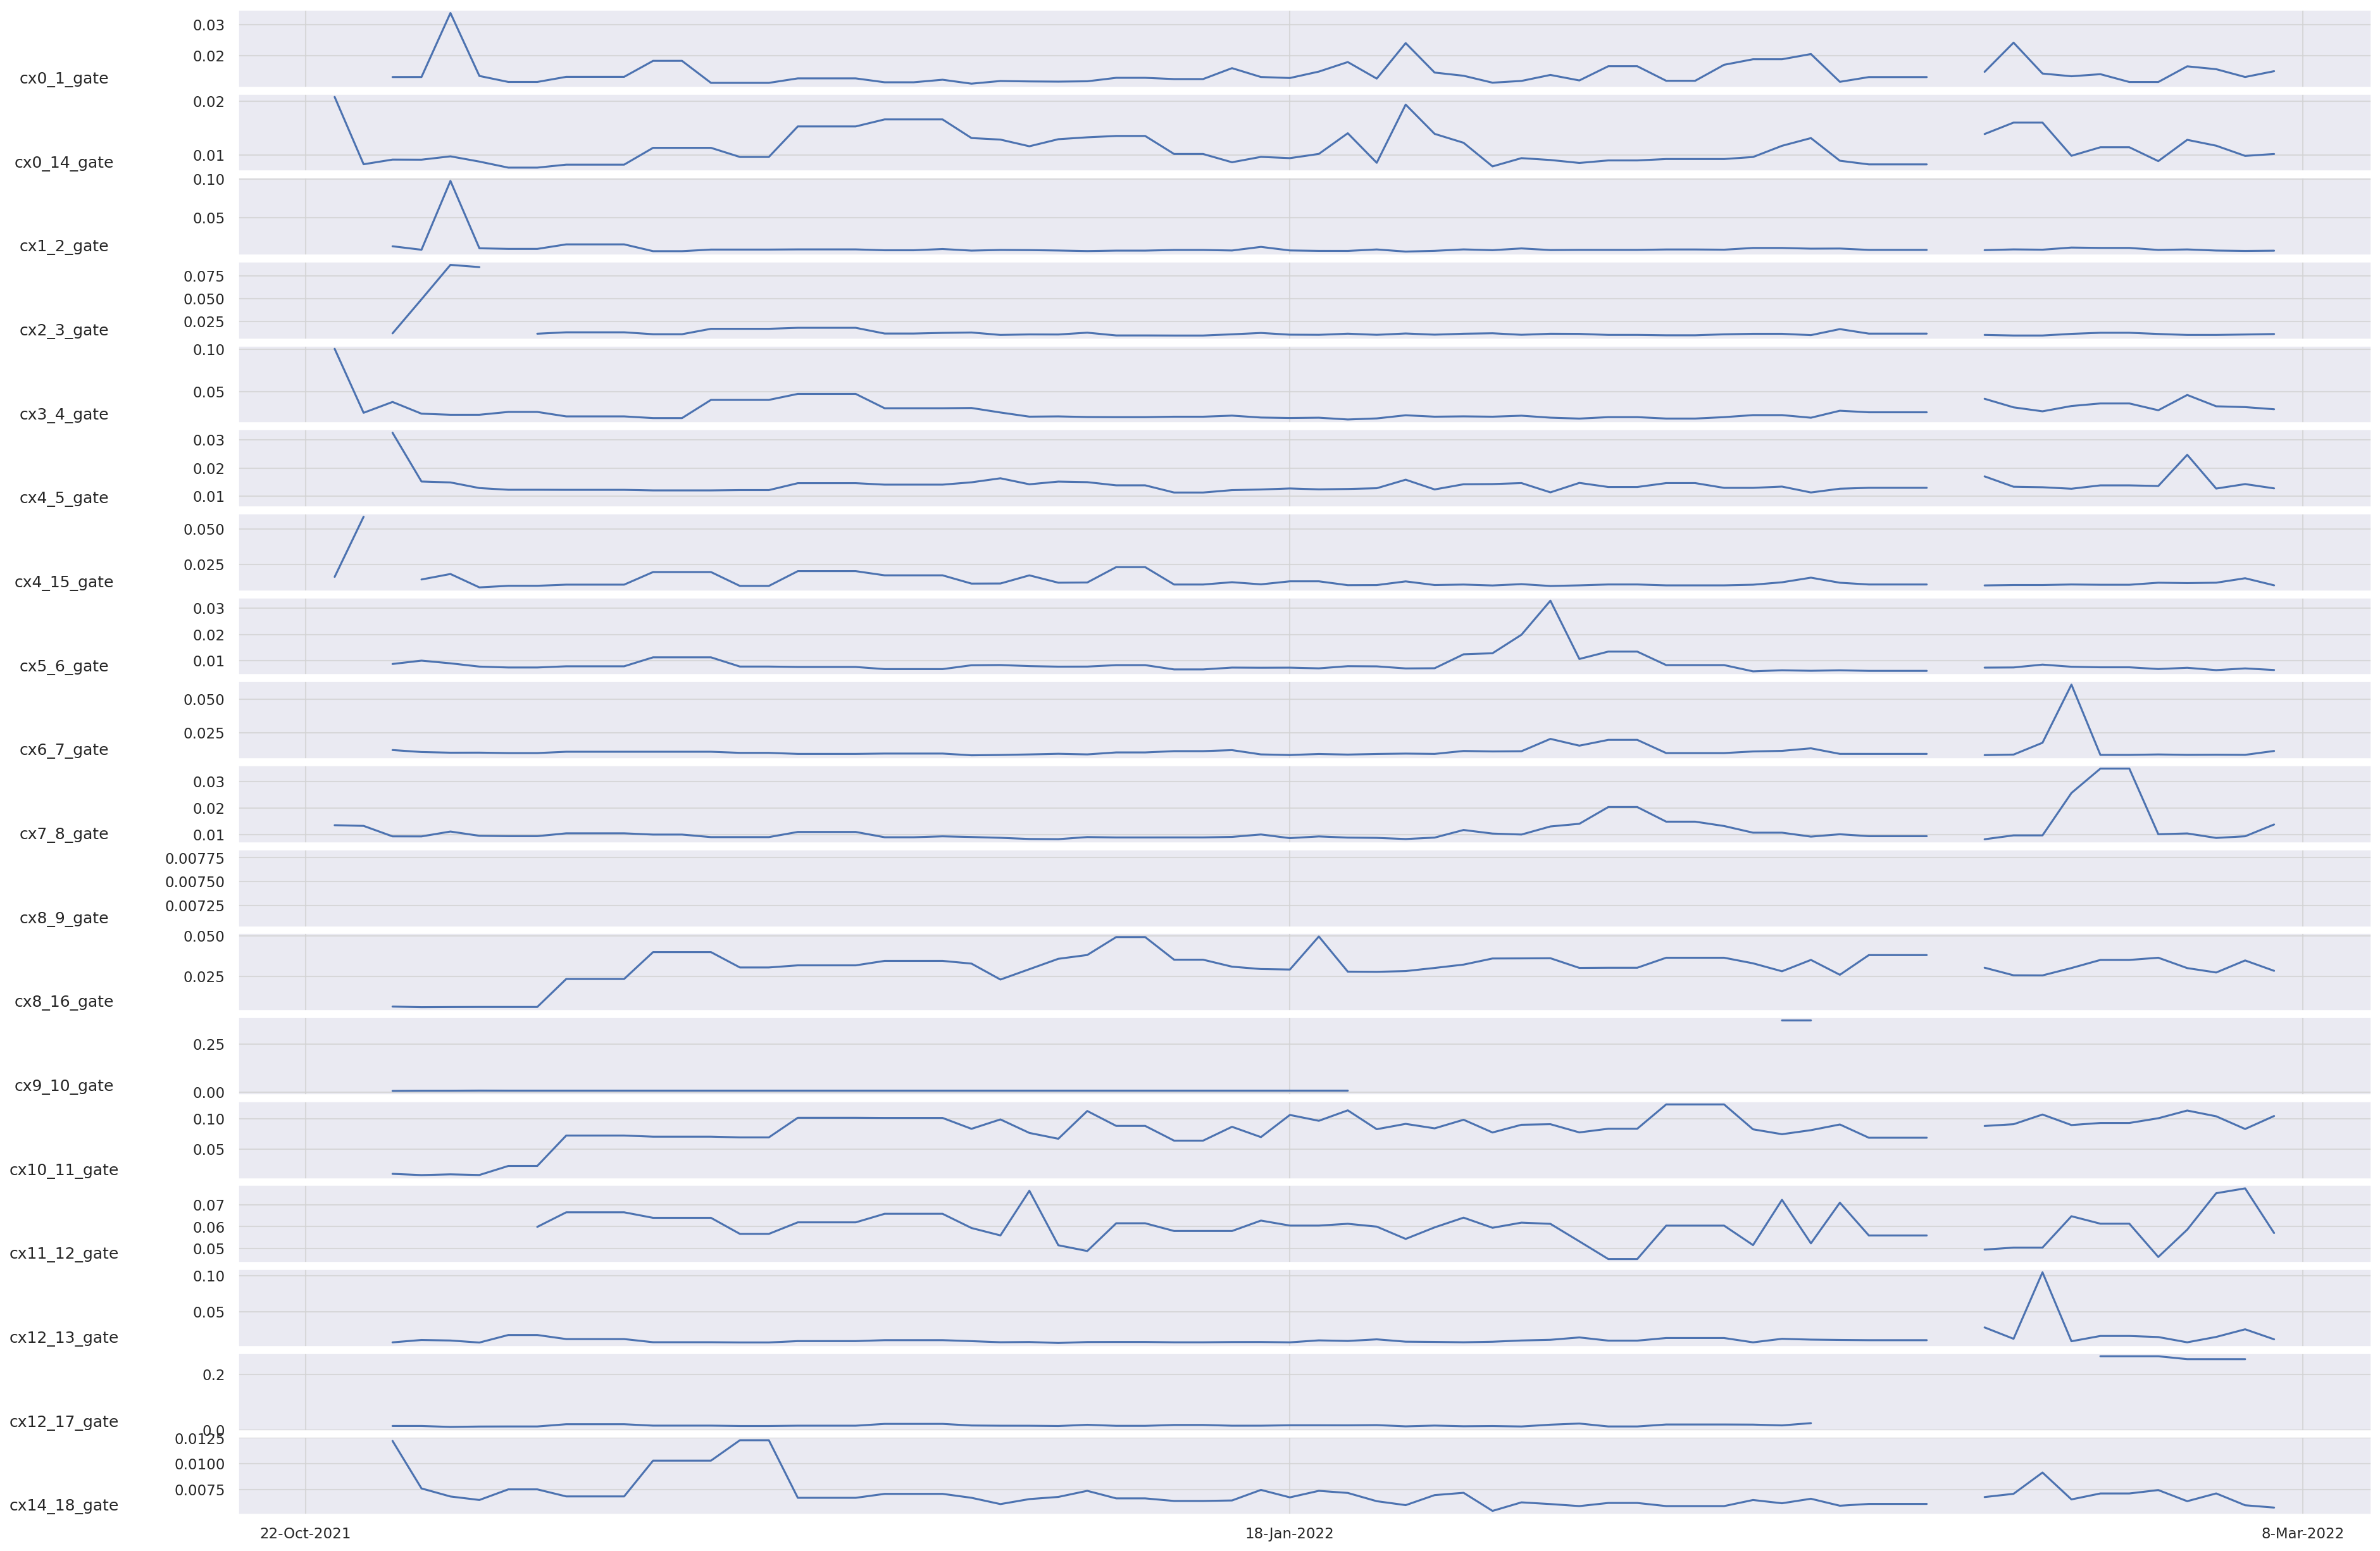 0.03
0.02
cx0_1_gate
0.02
0.01
cx0_14_gate
0.10
0.05
cx1_2_gate
0.075
0.050
0.025
cx2_3_gate
0.10
0.05
cx3_4_gate
0.03
0.02
0.01
cx4_5_gate
0.050
0.025
cx4_15_gate
0.03
0.02
0.01
cx5_6_gate
0.050
0.025
cx6_7_gate
0.03
0.02
0.01
cx7_8_gate
0.00775
0.00750
0.00725
cx8_9_gate
0.050
0.025
cx8_16_gate
0.25
0.00
cx9_10_gate
0.10
0.05
cx10_11_gate
0.07
0.06
0.05
cx11_12_gate
0.10
0.05
cx12_13_gate
0.2
0.0
cx12_17_gate
0.0125
0.0100
0.0075
cx14_18_gate
22-Oct-2021 18-Jan-2022 8-Mar-2022